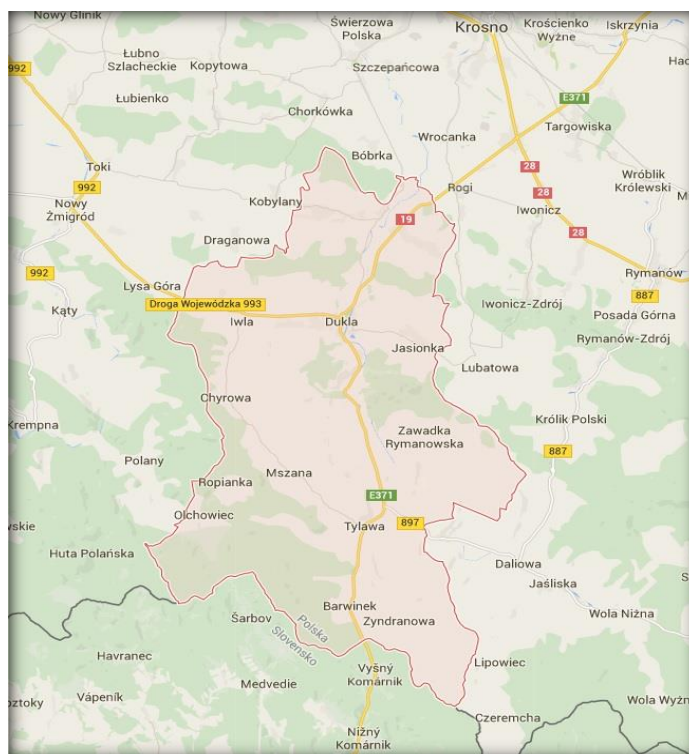 Nowy Glinik
Świerzowa
Polska
Krosno
Krościenko
Wyżne
Iskrzynia
Łubno
Szlacheckie
Kopytowa
Szczepańcowa
992
E371
Łubienko
Chorkówka
Targowiska
Wrocanka
Bóbrka
28
Toki
992
Rogi
Wróblik
Królewski
28
Nowy
Żmigród
Kobylany
Iwonicz
19
28
Draganowa
992
Rymanów
Łysa Góra
887
Droga Wojewódzka 993
Iwonicz-Zdrój
Kąty
Posada Górna
Iwla
Dukla
Rymanów-Zdrój
Jasionka
Lubatowa
Chyrowa
Królik Polski
Krempna
Zawadka
Rymanowska
887
Polany
Mszana
Ropianka
E371
Olchowiec
Tylawa
897
Huta Polańska
Daliowa
Jaśliska
Barwinek
Wola Niżna
Šarbov
Polska
Slovensko
Zyndranowa
Havranec
Vyšný
Komárnik
Lipowiec
Medvedie
Vápeník
Wola Wyżn
Czeremcha
Nižný
Komárnik